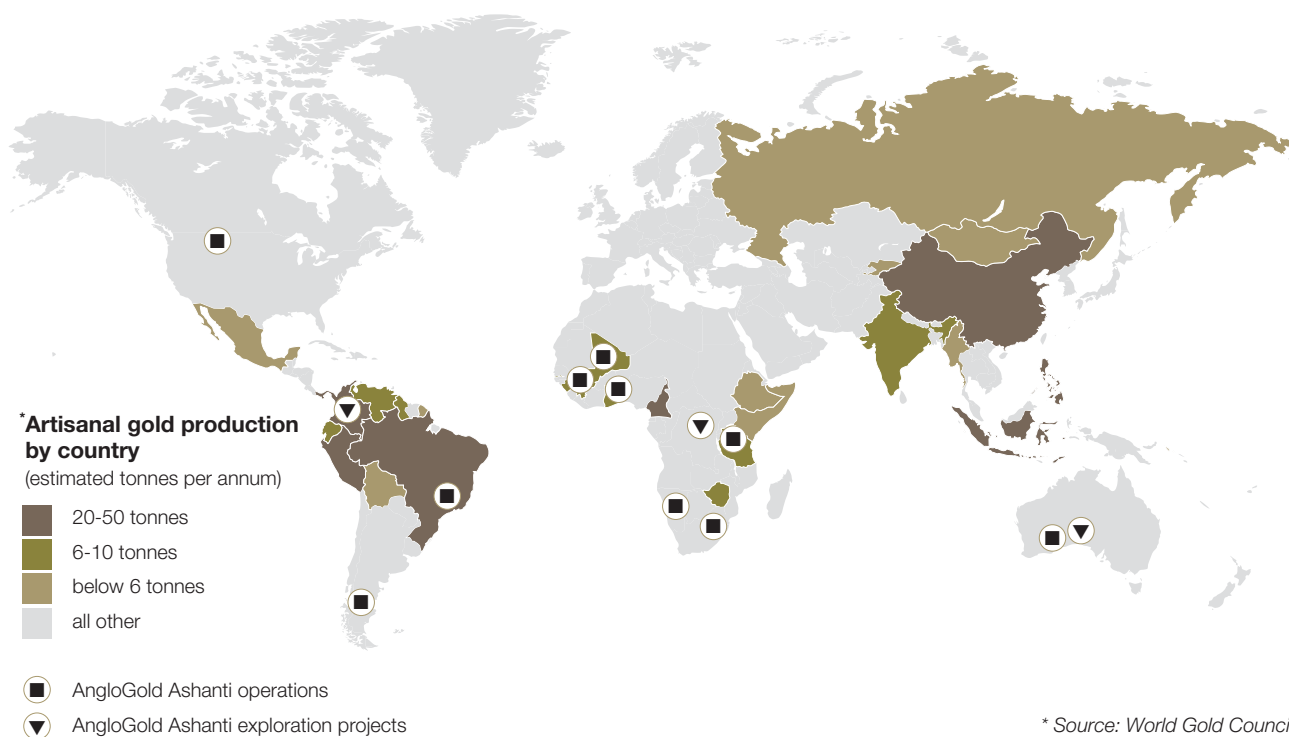 *Artisanal gold production
by country
(estimated tonnes per annum)
20-50 tonnes
6-10 tonnes
below 6 tonnes
all other
AngloGold Ashanti operations
AngloGold Ashanti exploration projects
* Source: World Gold Counci